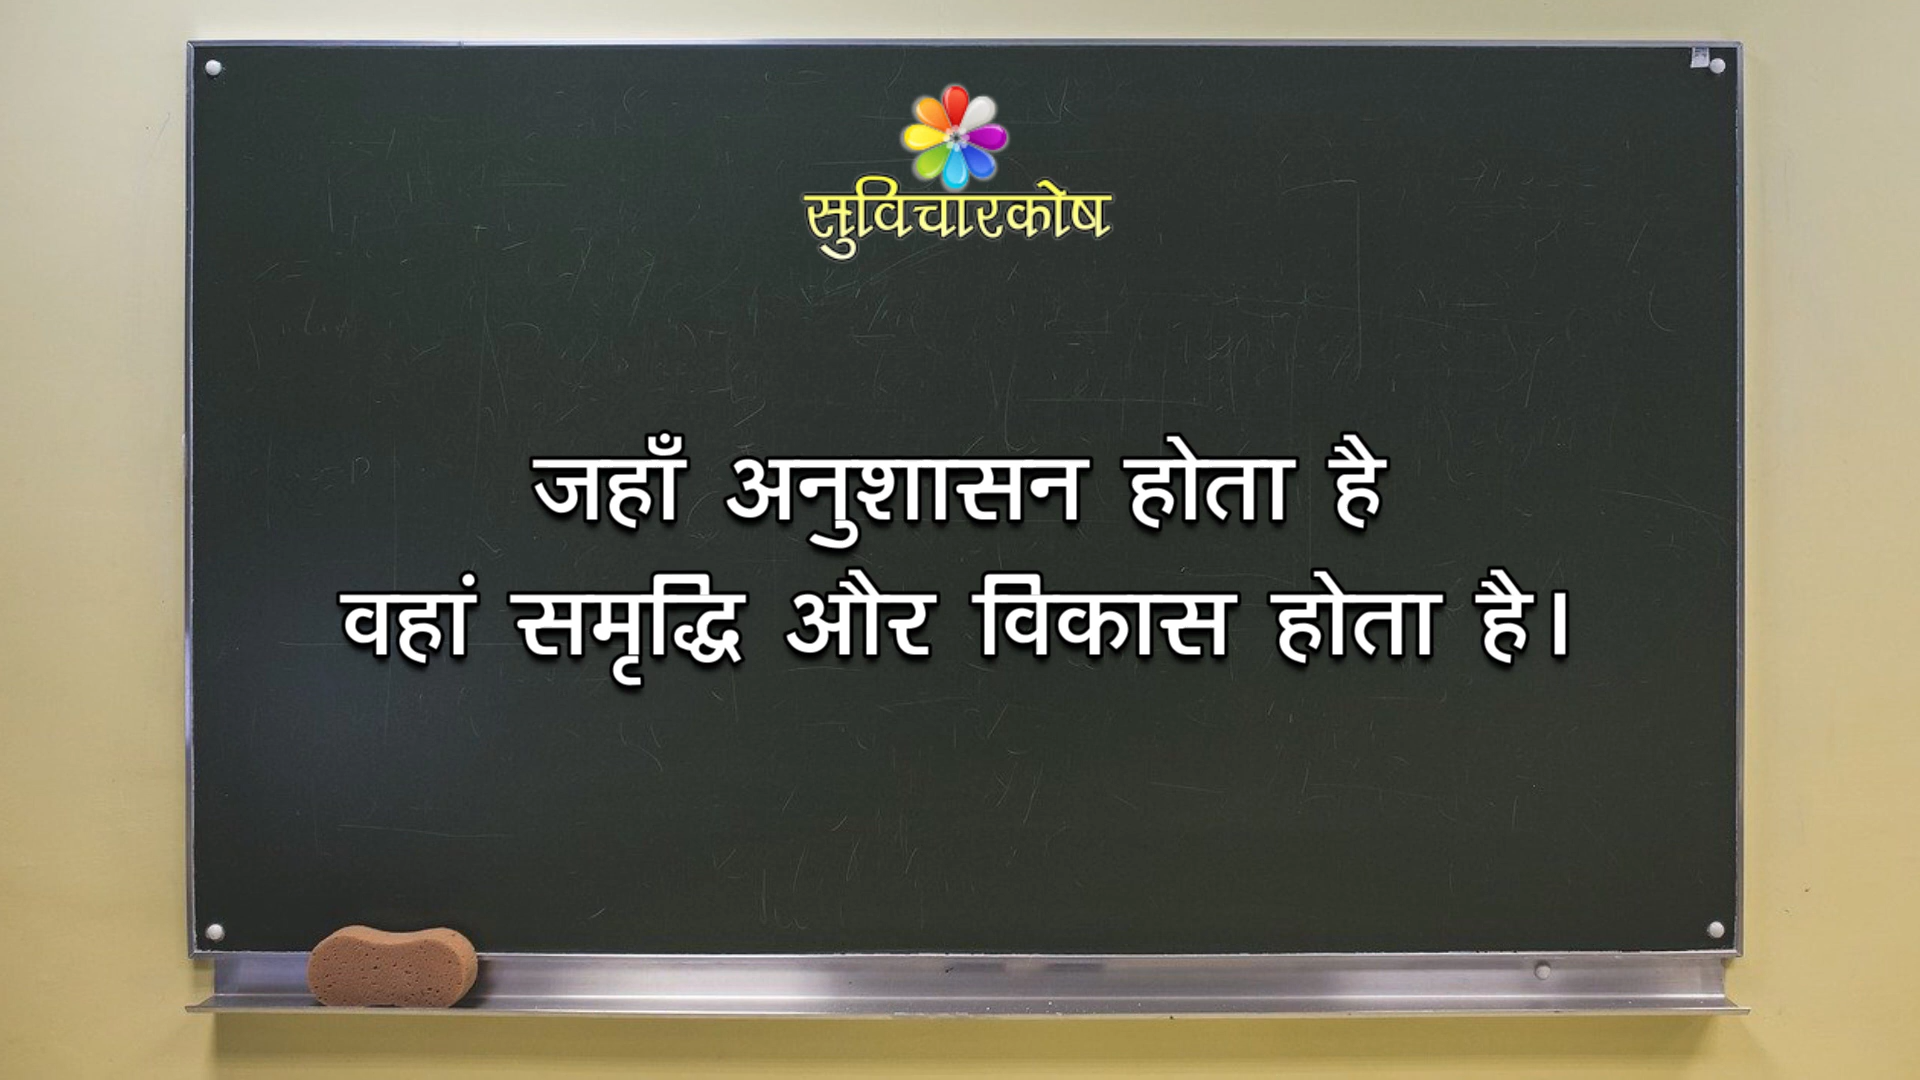 सुविचारकोष
जहाँ अनुशासन होता है
वहां समृद्धि और विकास होता है।